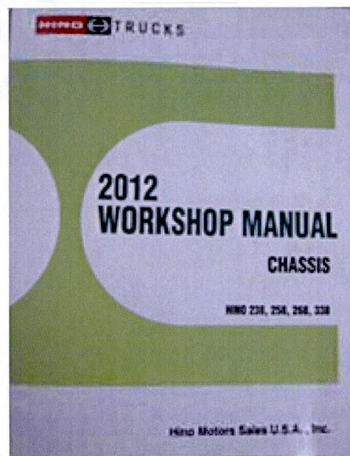 HINO TRUCKS
2012
WORKSHOP MANUAL
CHASSIS
HINO 238, 258, 268, 338
Hino Motors Sales U.S.A., Inc.